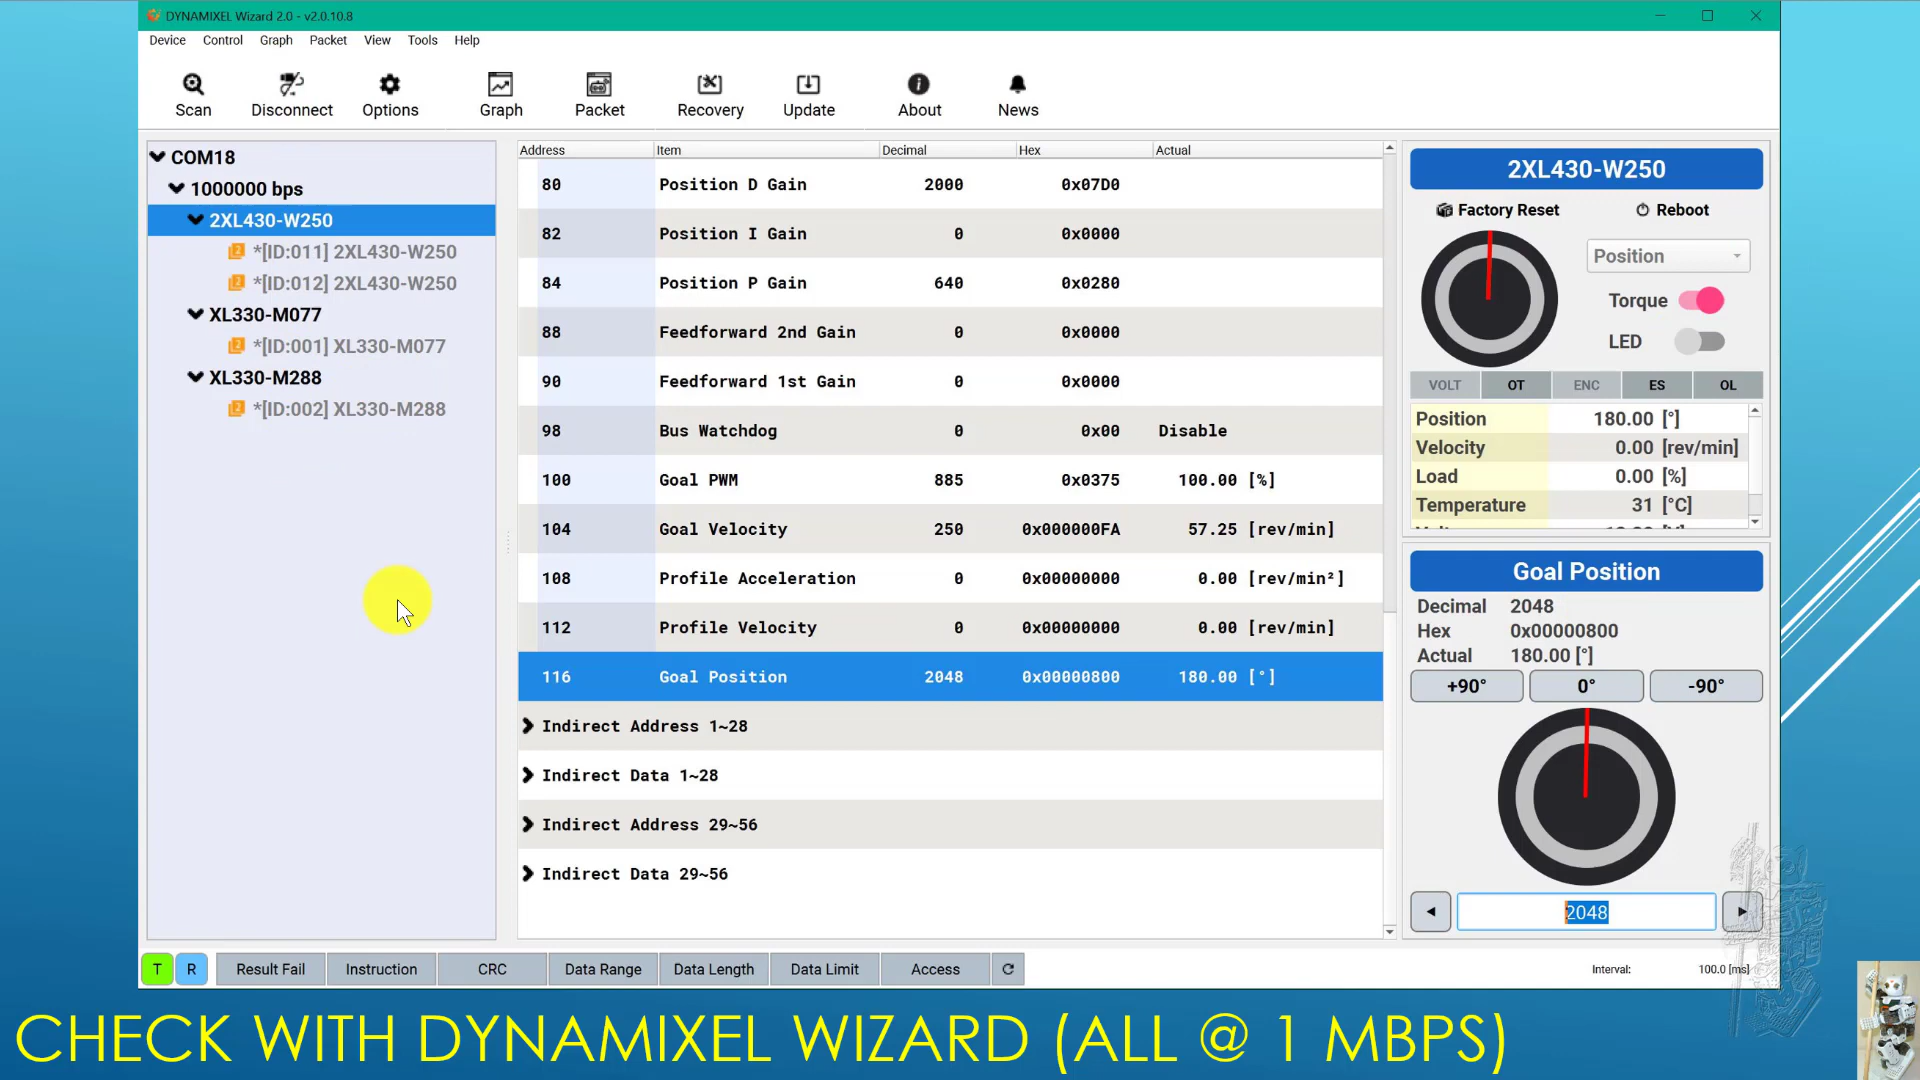 DYNAMIXEL Wizard 2.0 - v2.0.10.8
Device Control Graph Packet View Tools Help
Scan Disconnect Options Graph Packet Recovery Update About News
COM18
1000000 bps
2XL430-W250
*[ID:011] 2XL430-W250
*[ID:012] 2XL430-W250
XL330-M077
*[ID:001] XL330-M077
XL330-M288
*[ID:002] XL330-M288
Address Item Decimal Hex Actual
80 Position D Gain 2000 0x07D0
82 Position I Gain 0 0x0000
84 Position P Gain 640 0x0280
88 Feedforward 2nd Gain 0 0x0000
90 Feedforward 1st Gain 0 0x0000
98 Bus Watchdog 0 0x00 Disable
100 Goal PWM 885 0x0375 100.00 [%]
104 Goal Velocity 250 0x000000FA 57.25 [rev/min]
108 Profile Acceleration 0 0x00000000 0.00 [rev/min²]
112 Profile Velocity 0 0x00000000 0.00 [rev/min]
116 Goal Position 2048 0x00000800 180.00 [°]
Indirect Address 1~28
Indirect Data 1~28
Indirect Address 29~56
Indirect Data 29~56
2XL430-W250
Factory Reset Reboot
Position
Torque
LED
VOLT OT ENC ES OL
Position 180.00 [°]
Velocity 0.00 [rev/min]
Load 0.00 [%]
Temperature 31 [°C]
Goal Position
Decimal 2048
Hex 0x00000800
Actual 180.00 [°]
+90° 0° -90°
2048
T R Result Fail Instruction CRC Data Range Data Length Data Limit Access
Interval: 100.0 [ms]
CHECK WITH DYNAMIXEL WIZARD (ALL @ 1 MBPS)